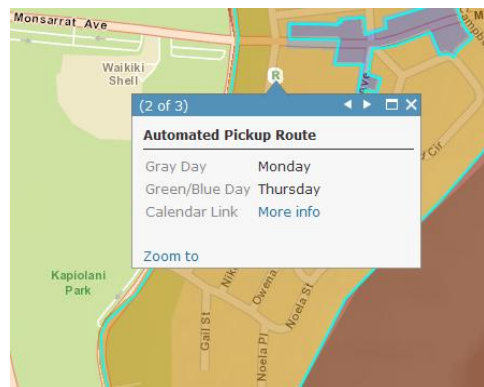 Monsarrat Ave
Waikiki
Shell
R
(2 of 3)
Automated Pickup Route
Gray Day Monday
Green/Blue Day Thursday
Calendar Link More info
Zoom to
Kapiolani
Park
Gail St
Owena
Noela St
Noela Pl
Cir